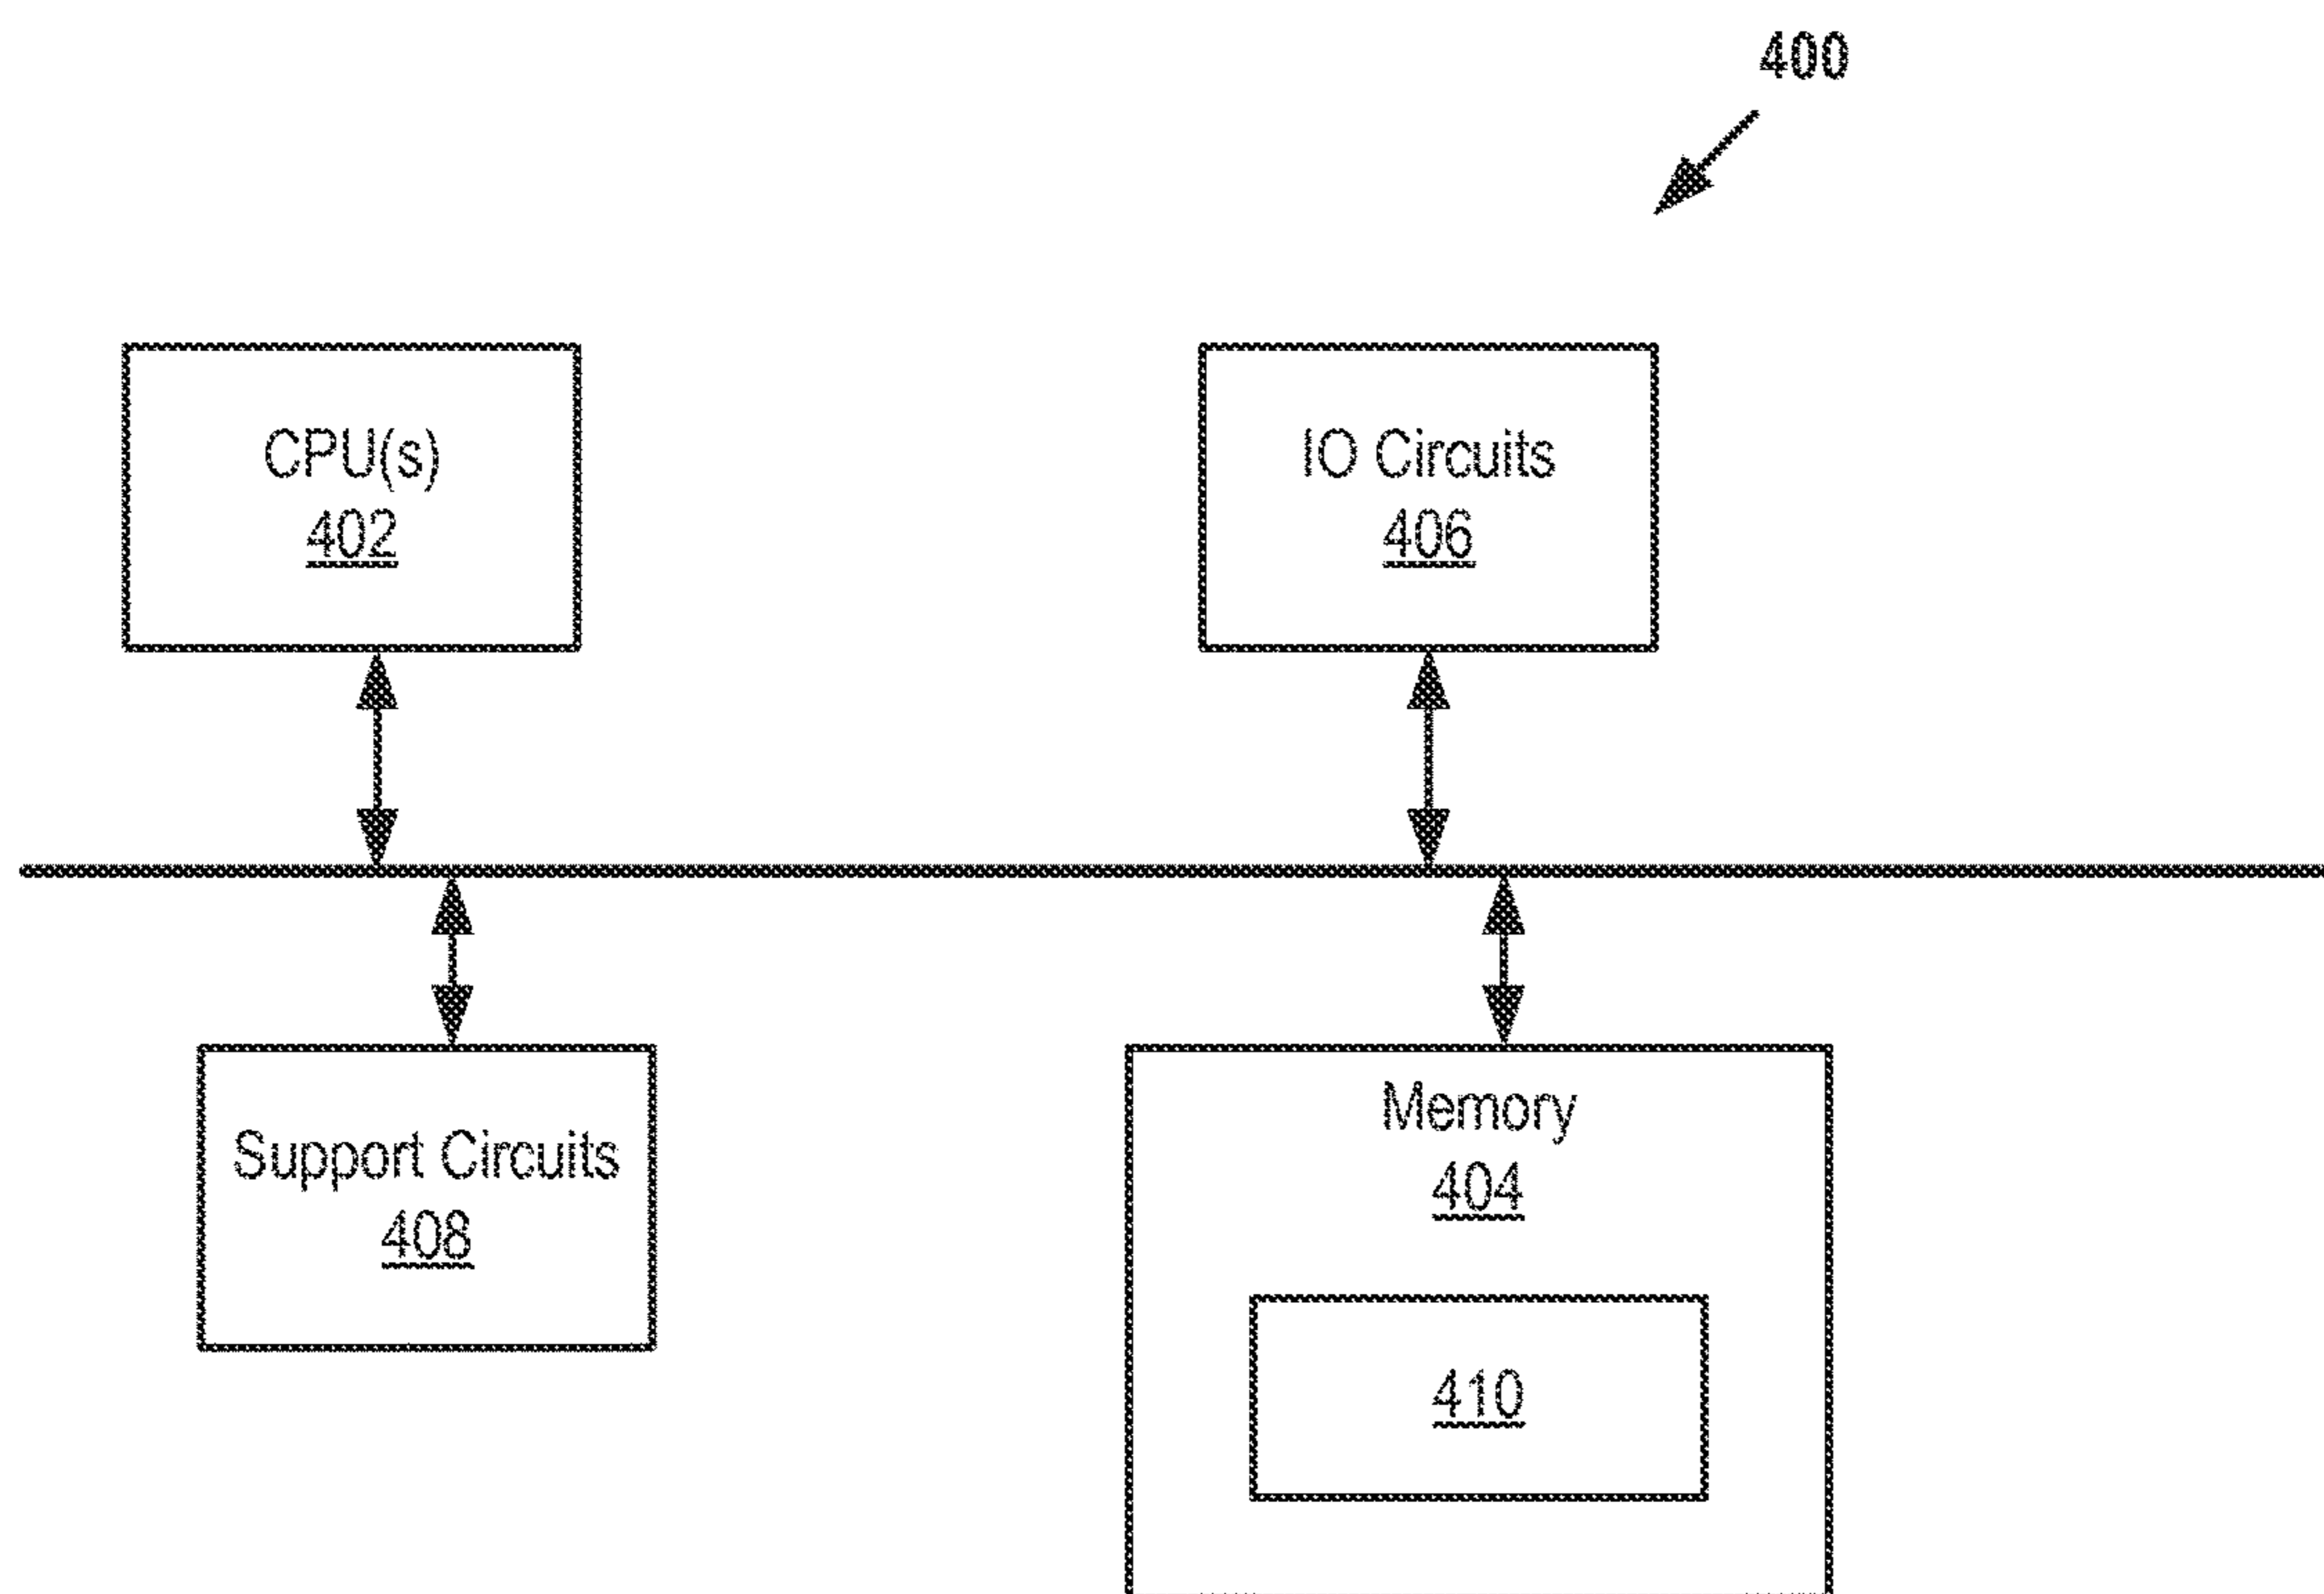 400
CPU(s)
402
IO Circuits
406
Support Circuits
408
Memory
404
410